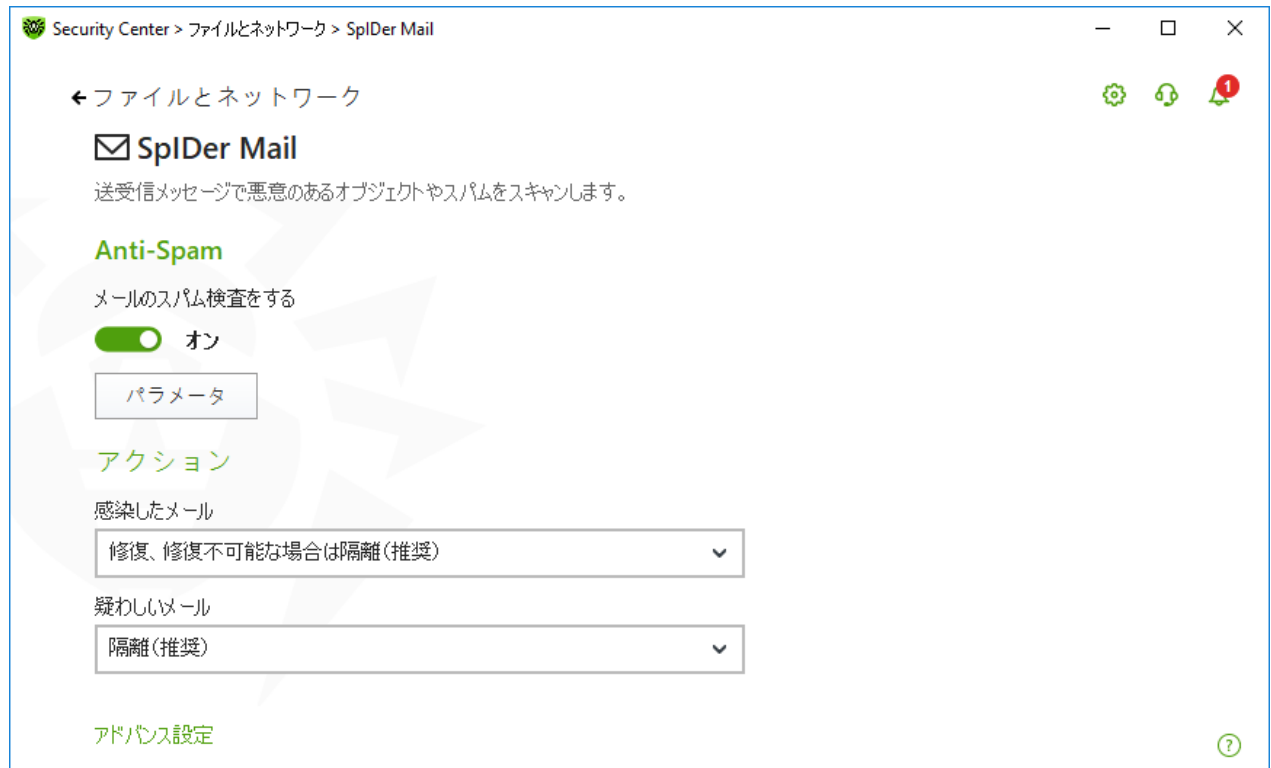 Security Center > ファイルとネットワーク > SpIDer Mail
ファイルとネットワーク
1
SpIDer Mail
送受信メッセージで悪意のあるオブジェクトやスパムをスキャンします。
Anti-Spam
メールのスパム検査をする
オン
パラメータ
アクション
感染したメール
修復、修復不可能な場合は隔離(推奨)
疑わしいメール
隔離(推奨)
アドバンス設定
?